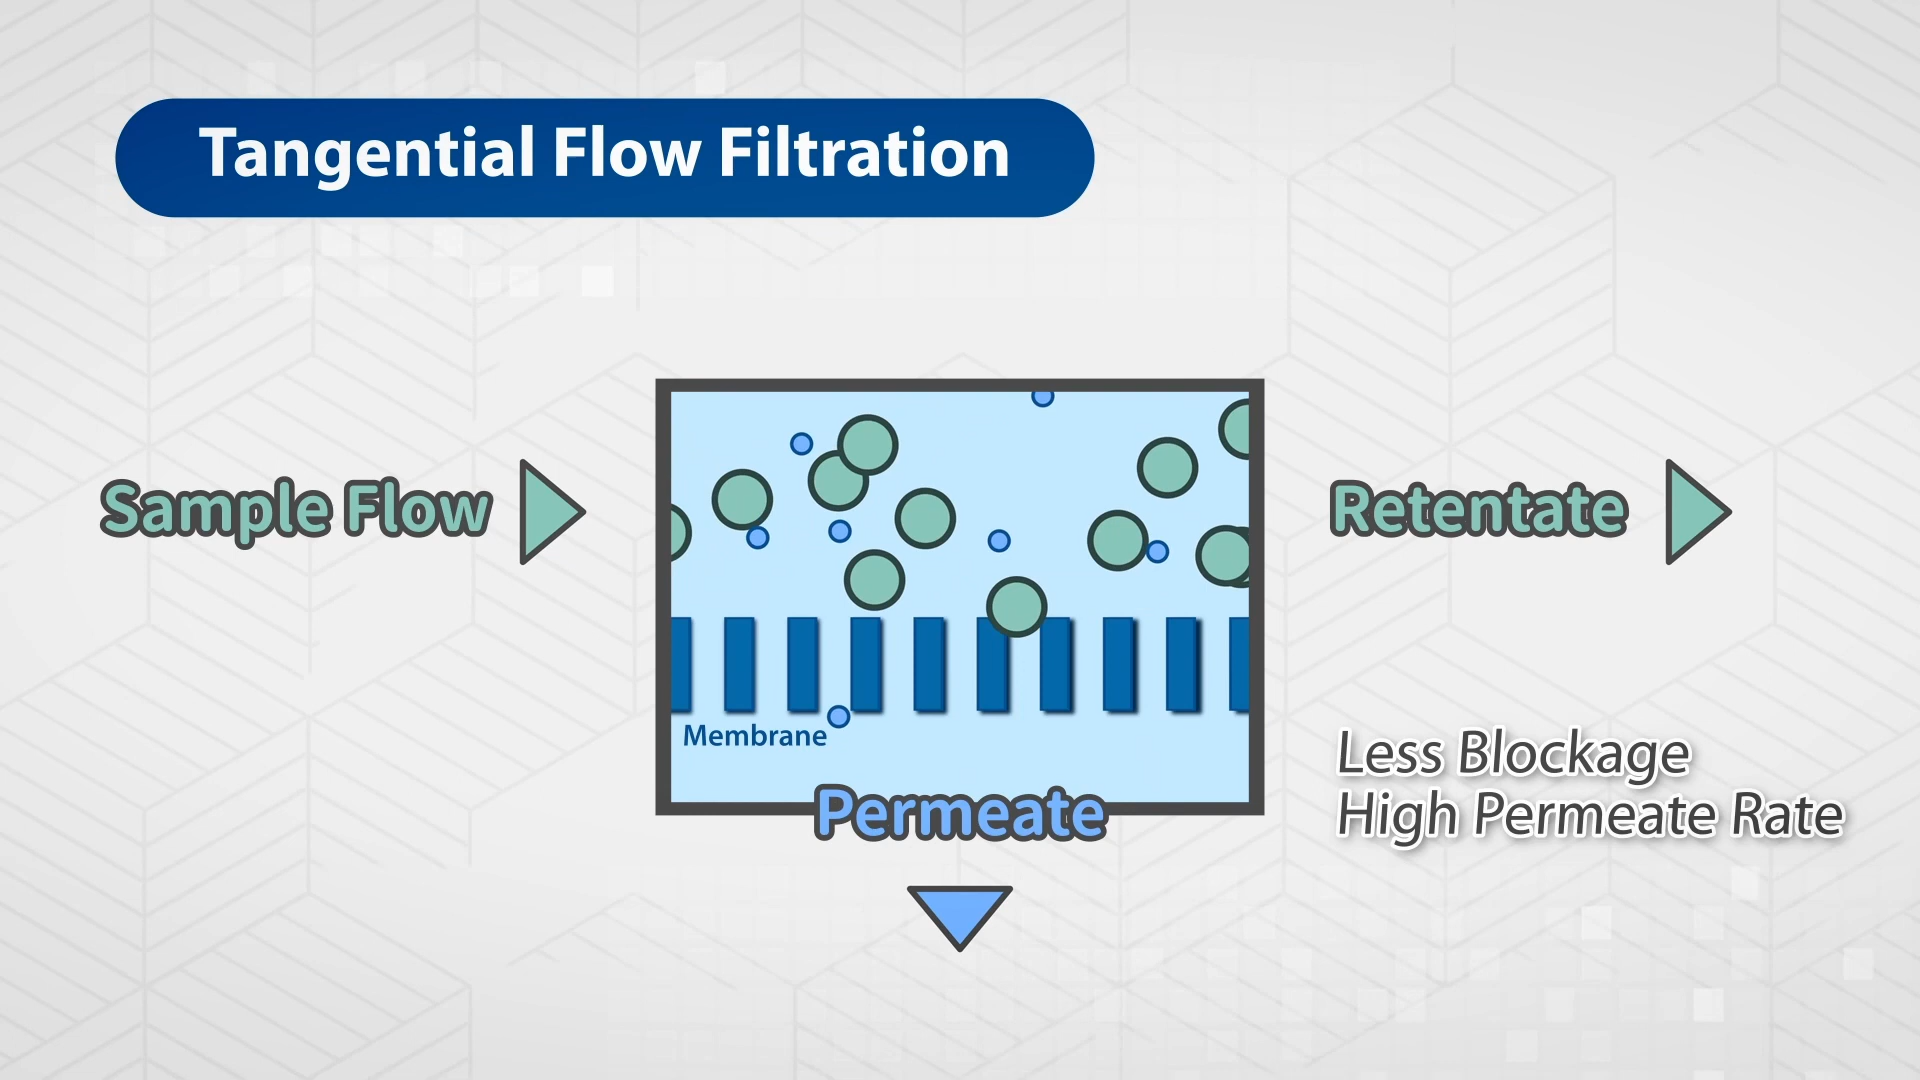 Tangential Flow Filtration
Sample Flow
Retentate
Membrane
Permeate
Less Blockage
High Permeate Rate